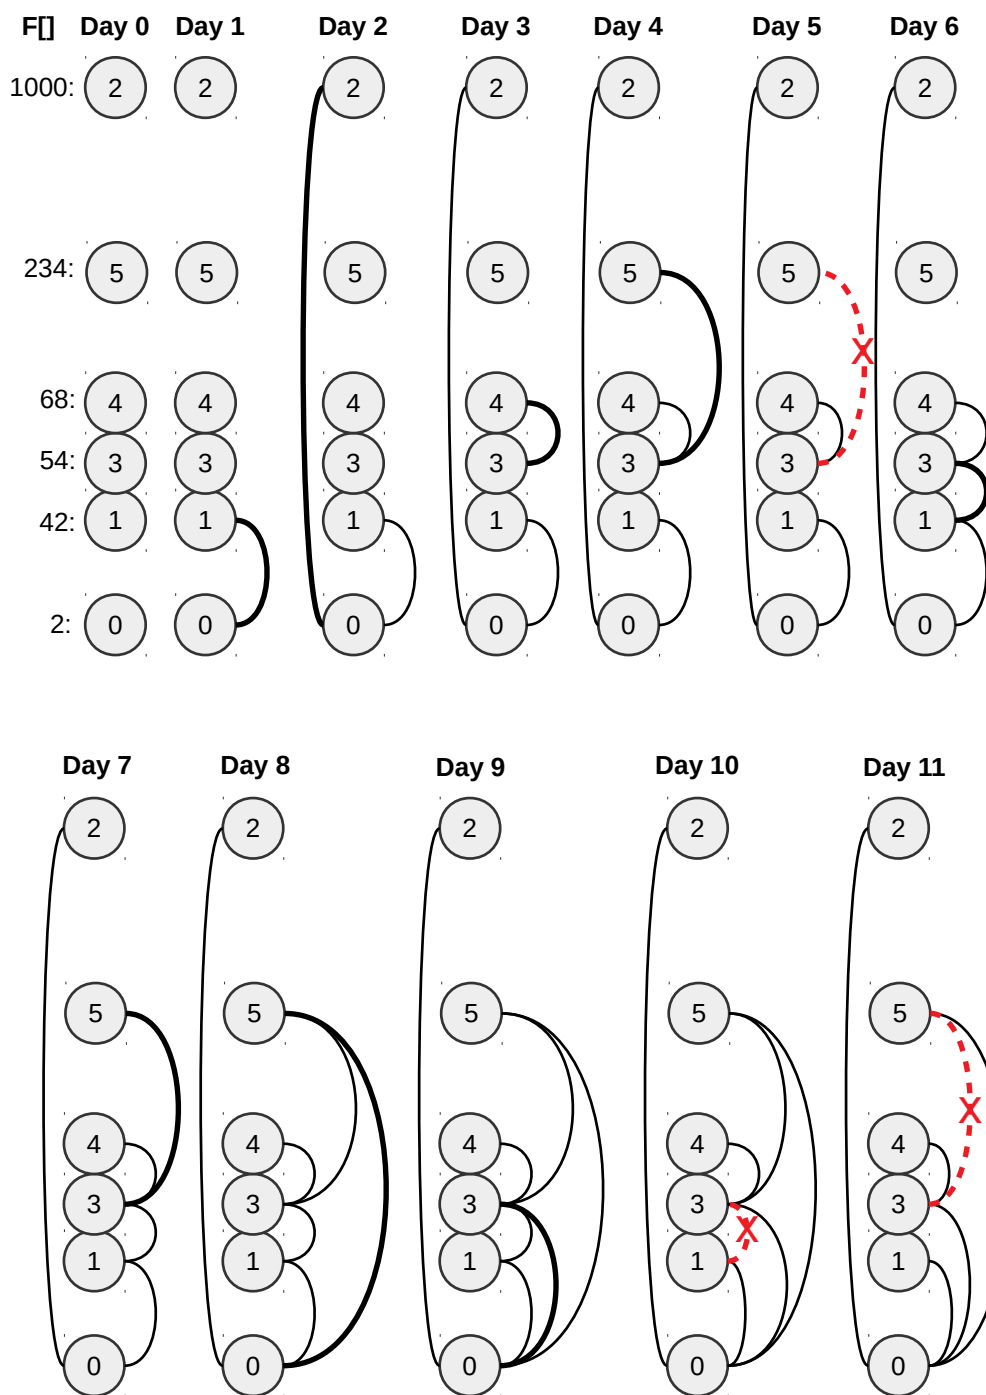 F[] Day 0 Day 1 Day 2 Day 3 Day 4 Day 5 Day 6
1000: 2 2 2 2 2 2 2
234: 5 5 5 5 5 5 5
X
68: 4 4 4 4 4 4 4
54: 3 3 3 3 3 3 3
42: 1 1 1 1 1 1 1
2: 0 0 0 0 0 0 0
Day 7 Day 8 Day 9 Day 10 Day 11
2 2 2 2 2
5 5 5 5 5
X
4 4 4 4 4
3 3 3 3 3
X
1 1 1 1 1
0 0 0 0 0